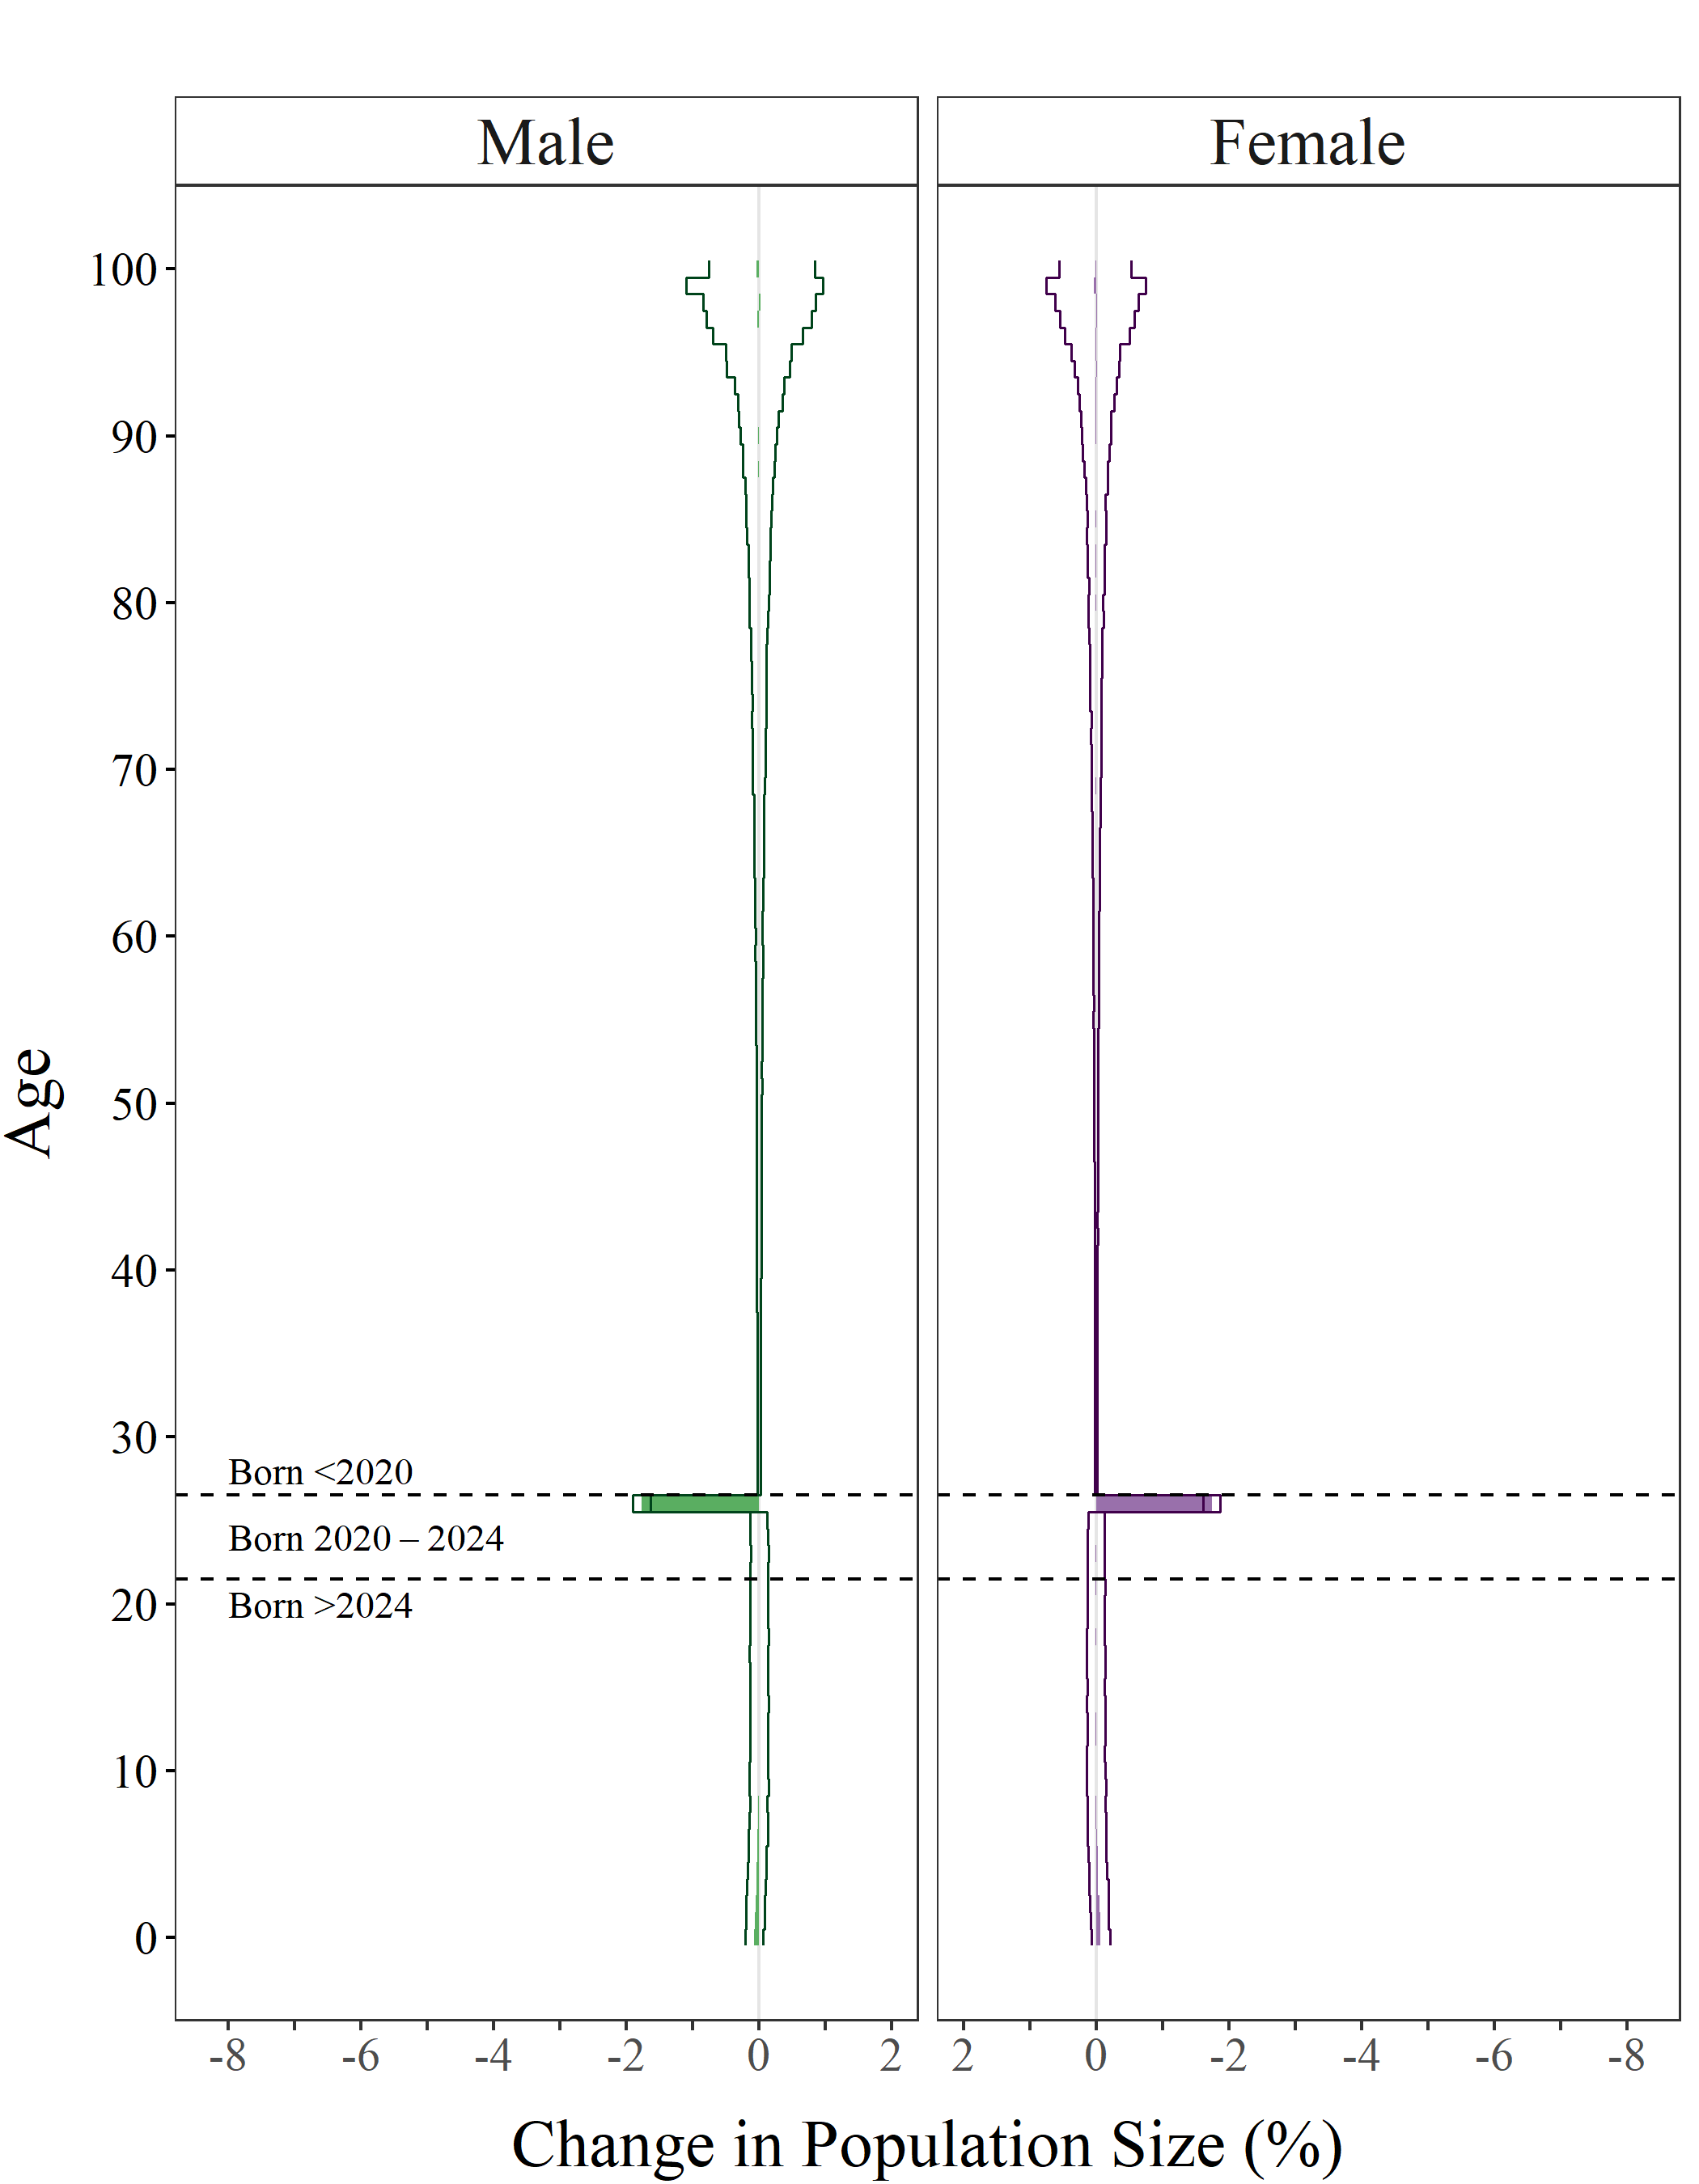 Male
Female
100
90
80
70
60
50
40
30
20
10
0
Age
Born <2020
Born 2020 – 2024
Born >2024
-8 -6 -4 -2 0 2
2 0 -2 -4 -6 -8
Change in Population Size (%)